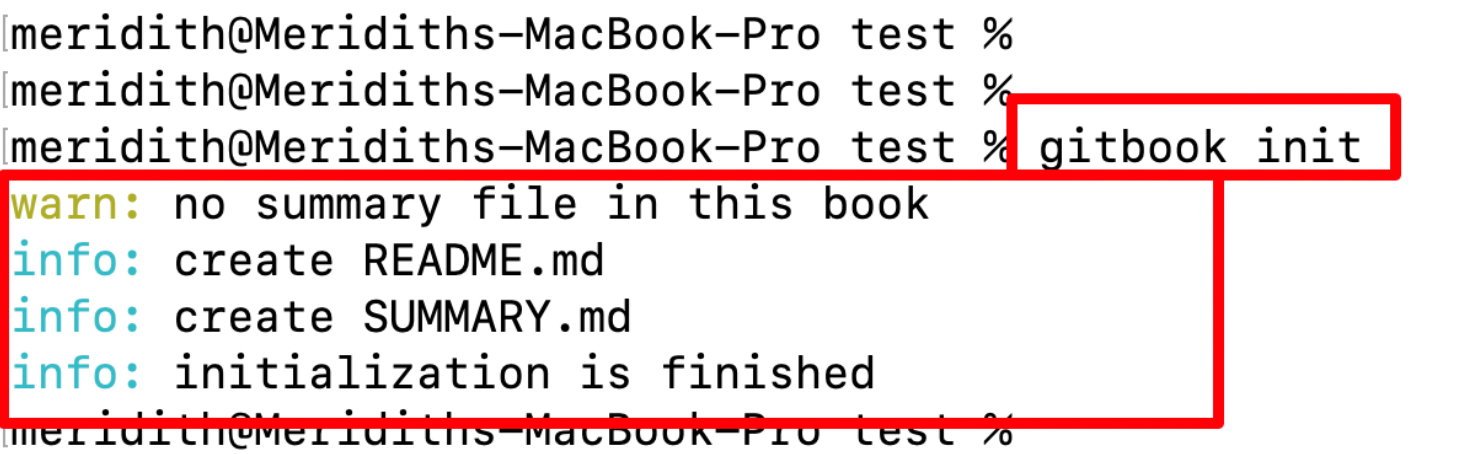 meridith@Meridiths-MacBook-Pro test %
meridith@Meridiths-MacBook-Pro test %
meridith@Meridiths-MacBook-Pro test % gitbook init
warn: no summary file in this book
info: create README.md
info: create SUMMARY.md
info: initialization is finished
meridith@Meridiths-MacBook-Pro test %